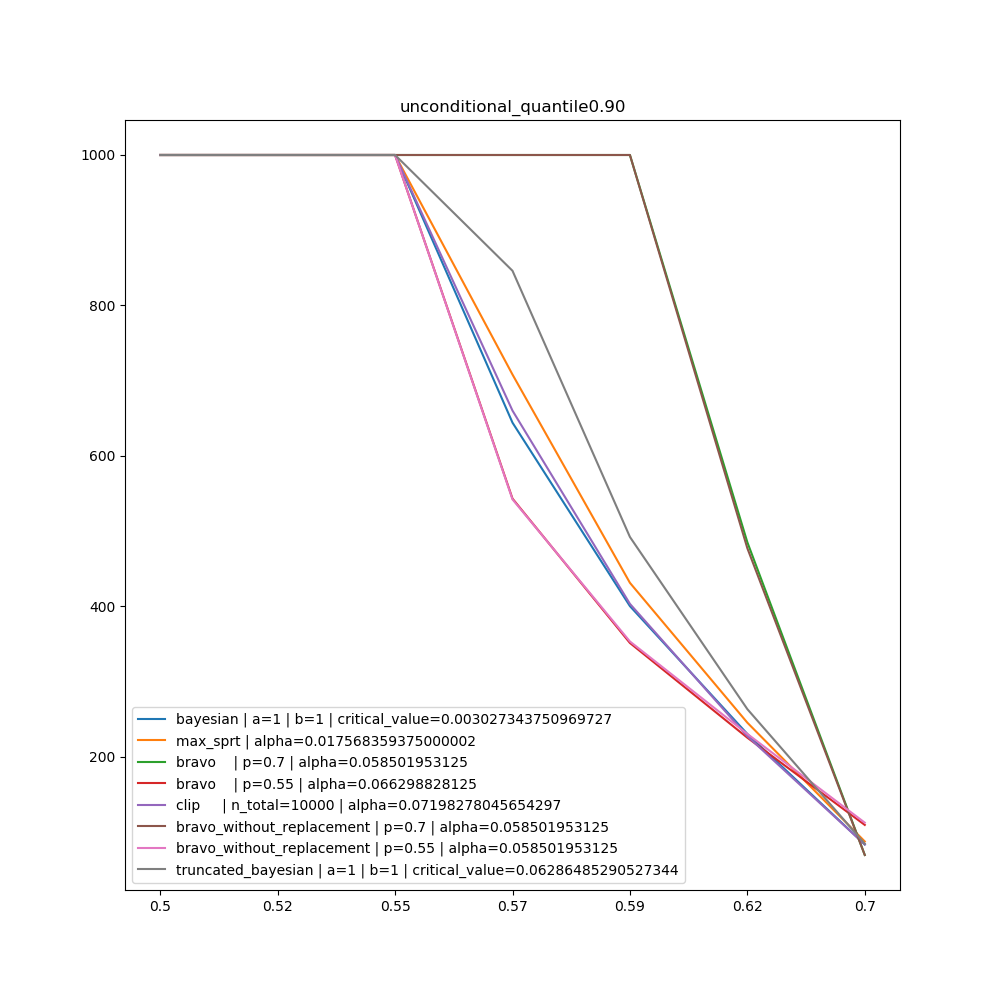 unconditional_quantile0.90
1000
800
600
400
200
bayesian | a=1 | b=1 | critical_value=0.003027343750969727
max_sprt | alpha=0.017568359375000002
bravo | p=0.7 | alpha=0.058501953125
bravo | p=0.55 | alpha=0.066298828125
clip | n_total=10000 | alpha=0.07198278045654297
bravo_without_replacement | p=0.7 | alpha=0.058501953125
bravo_without_replacement | p=0.55 | alpha=0.058501953125
truncated_bayesian | a=1 | b=1 | critical_value=0.06286485290527344
0.5 0.52 0.55 0.57 0.59 0.62 0.7